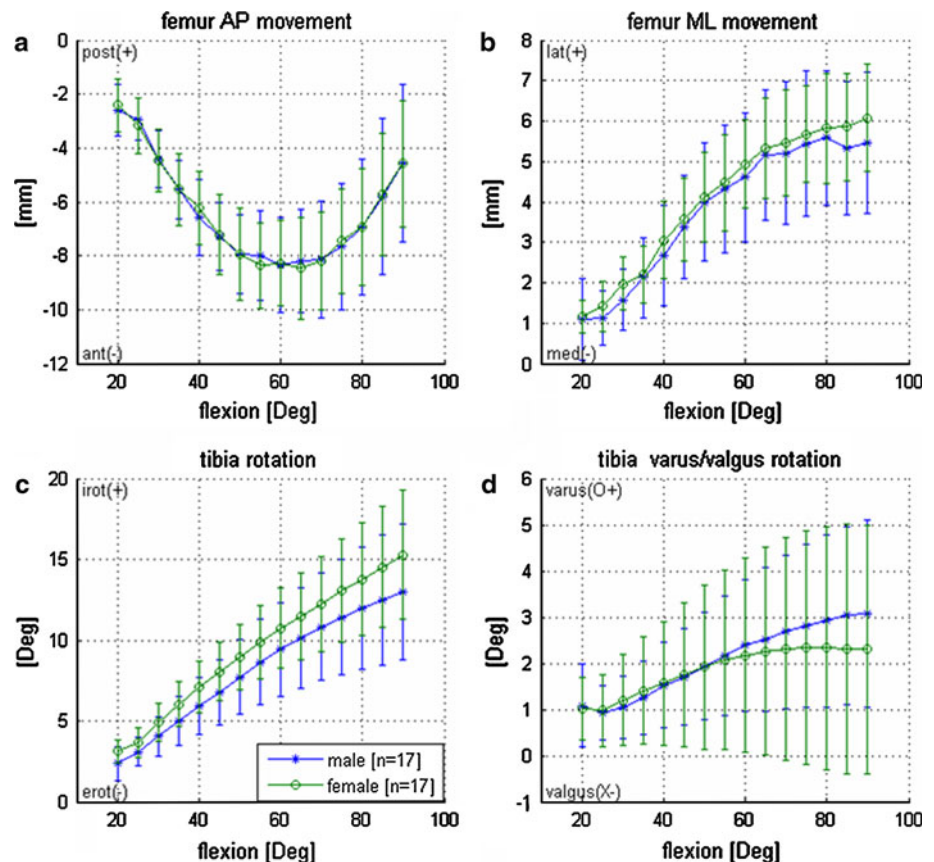 a
femur AP movement
post(+)
0
-2
-4
-6
-8
-10
-12
[mm]
ant(-)
20 40 60 80 100
flexion [Deg]
b
femur ML movement
lat(+)
8
7
6
5
4
3
2
1
0
[mm]
med(-)
20 40 60 80 100
flexion [Deg]
c
tibia rotation
irot(+)
20
15
10
5
0
[Deg]
erot(-)
male [n=17]
female [n=17]
20 40 60 80 100
flexion [Deg]
d
tibia varus/valgus rotation
varus(O+)
6
5
4
3
2
1
0
-1
[Deg]
valgus(X-)
20 40 60 80 100
flexion [Deg]